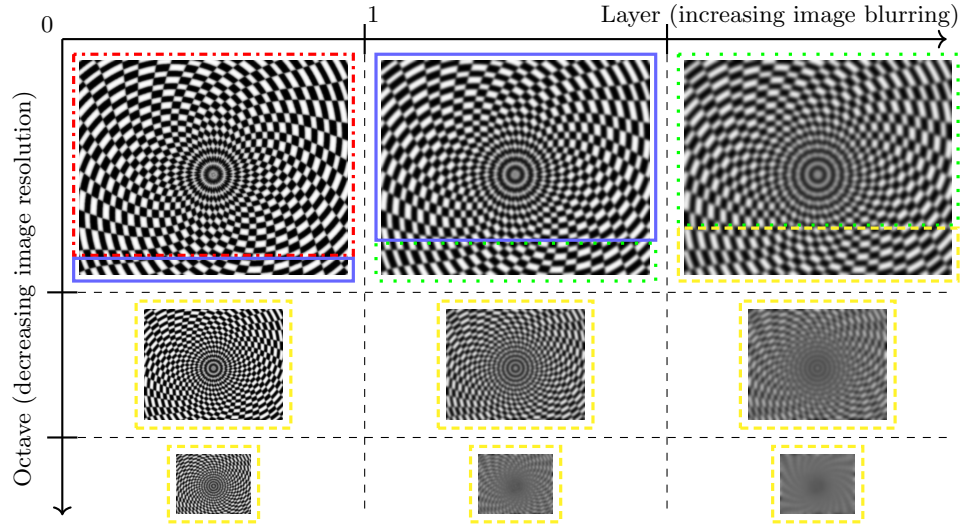 0
1
Layer (increasing image blurring)
Octave (decreasing image resolution)